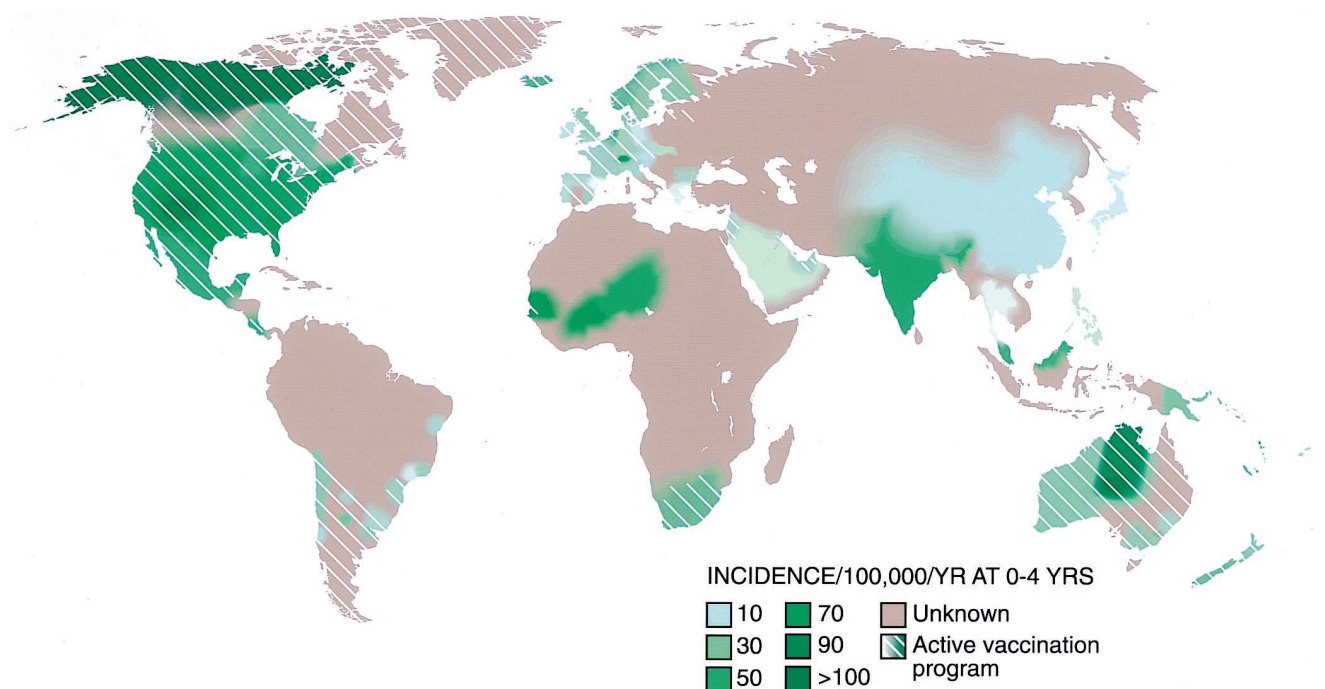 INCIDENCE/100,000/YR AT 0-4 YRS
10
70
Unknown
30
90
Active vaccination
program
50
>100